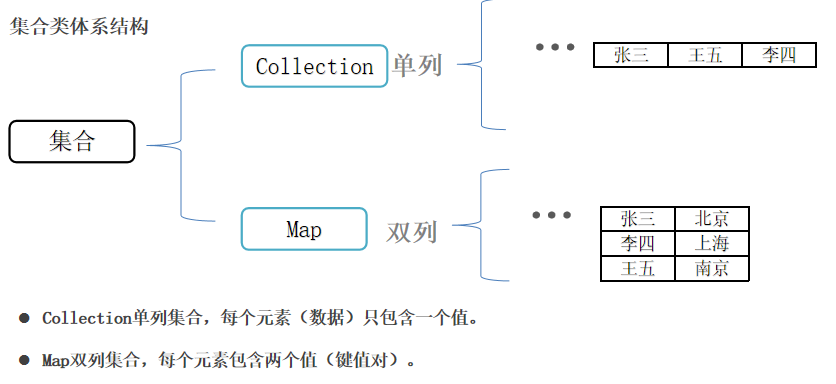 集合类体系结构
Collection 单列
张三 王五 李四
集合
Map 双列
张三 北京
李四 上海
王五 南京
● Collection单列集合，每个元素（数据）只包含一个值。
● Map双列集合，每个元素包含两个值（键值对）。